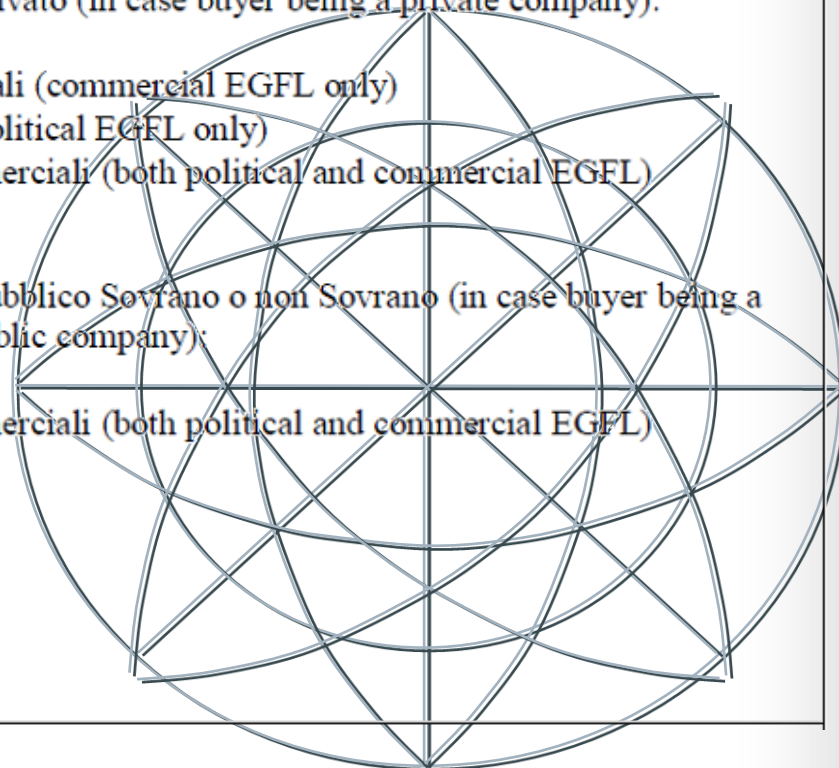 ivato (in case buyer being a private company):
ali (commercial EGFL only)
olitical EGFL only)
erciali (both political and commercial EGFL)
ubblico Sovrano o non Sovrano (in case buyer being a
blic company):
erciali (both political and commercial EGFL)